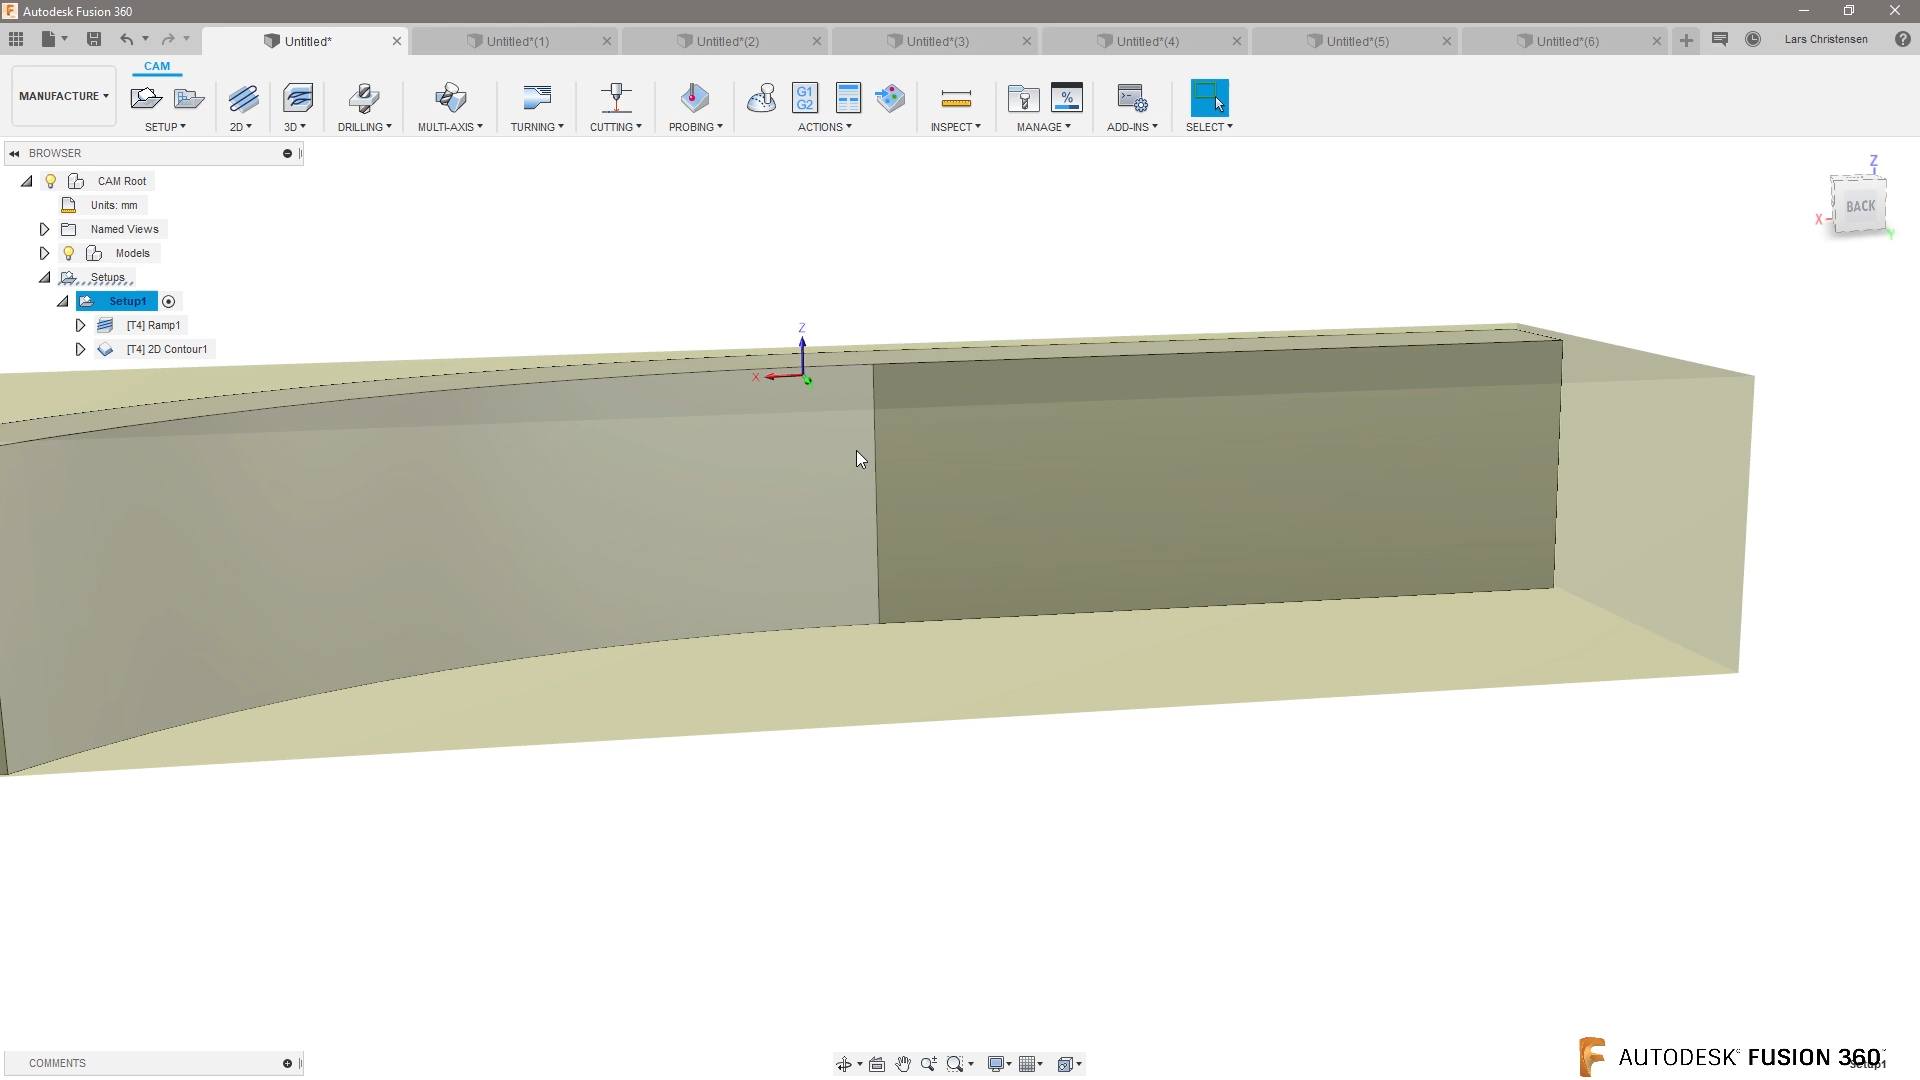 Autodesk Fusion 360
Untitled* Untitled*(1) Untitled*(2) Untitled*(3) Untitled*(4) Untitled*(5) Untitled*(6) Lars Christensen
CAM
MANUFACTURE
G1
G2
%
SETUP 2D 3D DRILLING MULTI-AXIS TURNING CUTTING PROBING ACTIONS INSPECT MANAGE ADD-INS SELECT
BROWSER
CAM Root
Units: mm
Named Views
Models
Setups
Setup1
[T4] Ramp1
[T4] 2D Contour1
Z
X
Z
BACK
X
Y
COMMENTS
AUTODESK® FUSION 360™
Setup1